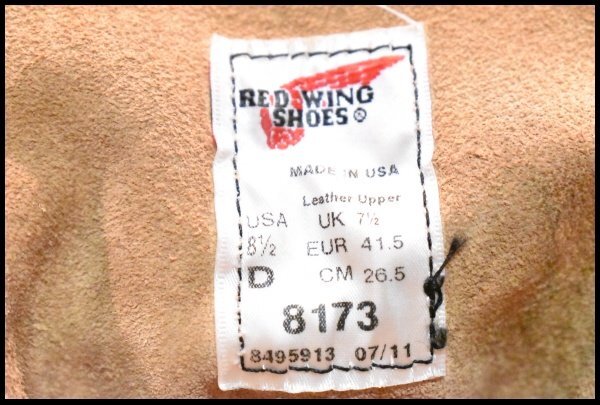 RED WING
SHOES®
MADE IN USA
Leather Upper
USA UK 7½
8½ EUR 41.5
D CM 26.5
8173
8495913 07/11